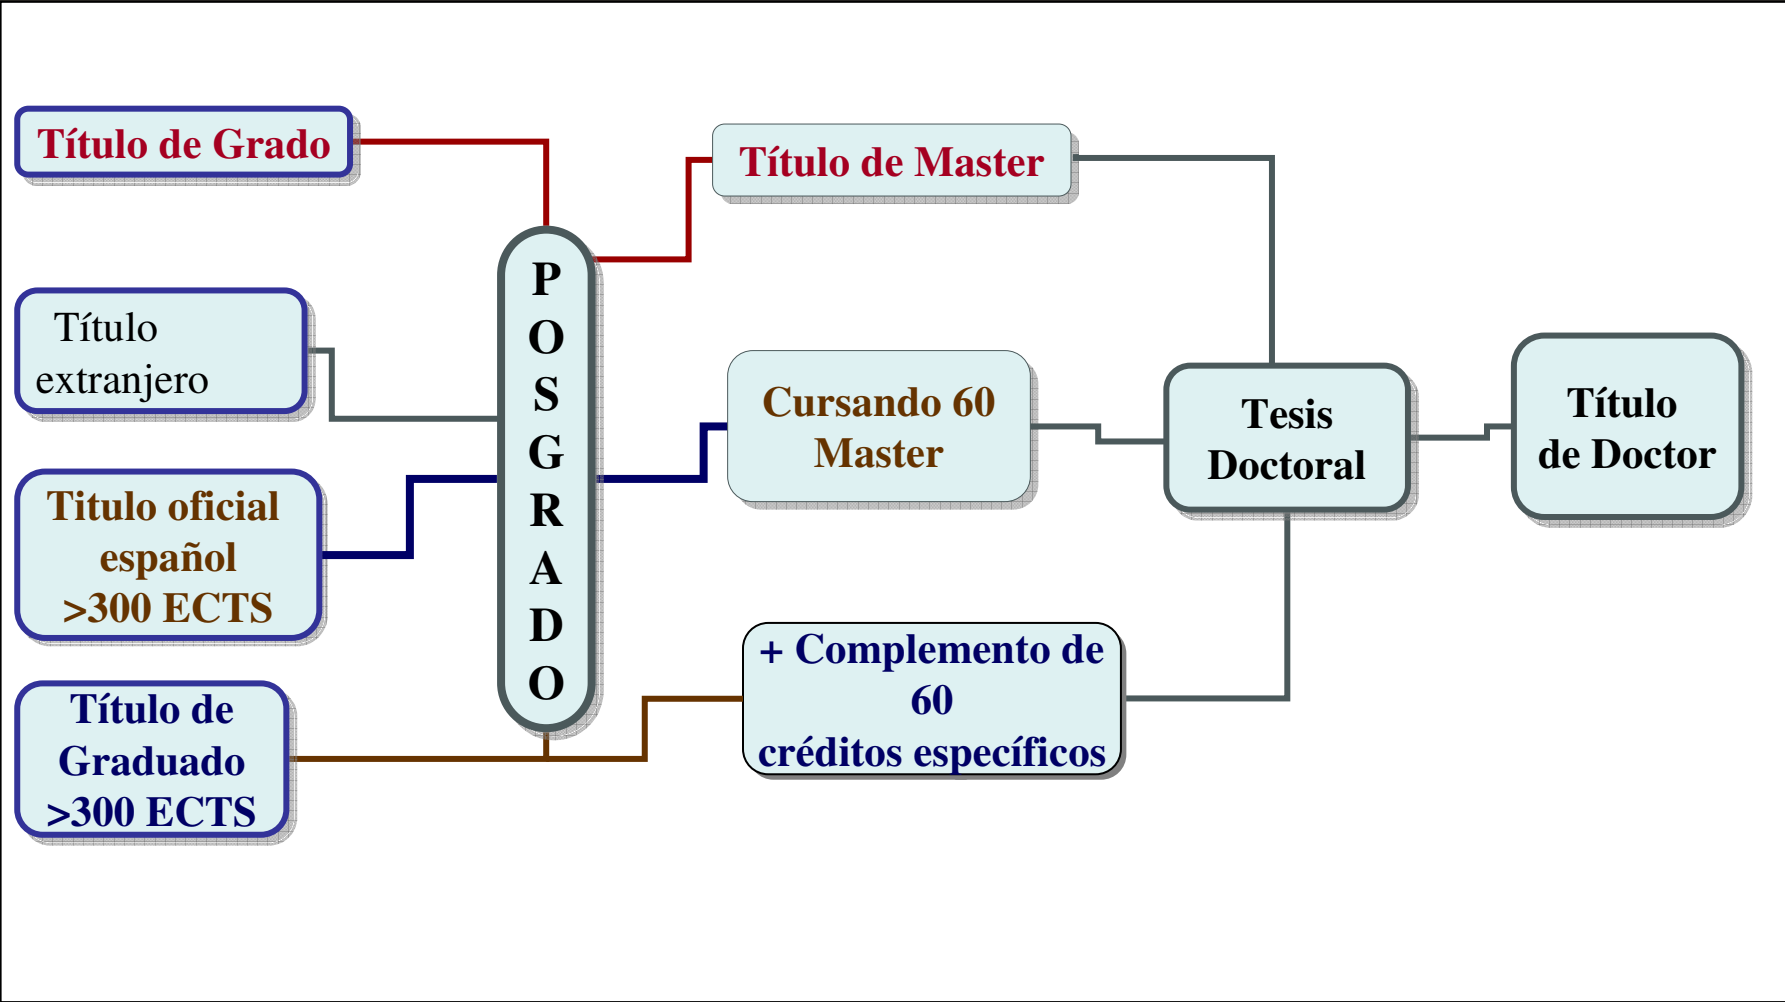 Título de Grado
Título
extranjero
Titulo oficial
español
>300 ECTS
Título de
Graduado
>300 ECTS
P
O
S
G
R
A
D
O
Título de Master
Cursando 60
Master
+ Complemento de
60
créditos específicos
Tesis
Doctoral
Título
de Doctor